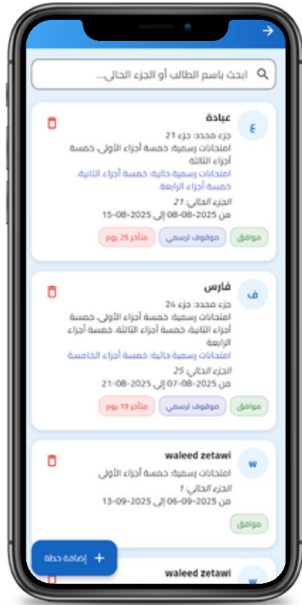 ابحث باسم الطالب أو الجزء الحالي...
عبادة
ع
جزء محدد: جزء 21
امتحانات رسمية: خمسة أجزاء الأولى، خمسة
أجزاء الثالثة
امتحانات رسمية حالية: خمسة أجزاء الثانية،
خمسة أجزاء الرابعة
الجزء الحالي: 21
من 2025-08-08 إلى 2025-08-15
موافق
موقوف لرسمي
متأخر 25 يوم
فارس
ف
جزء محدد: جزء 24
امتحانات رسمية: خمسة أجزاء الأولى، خمسة
أجزاء الثانية، خمسة أجزاء الثالثة، خمسة أجزاء
الرابعة
امتحانات رسمية حالية: خمسة أجزاء الخامسة
الجزء الحالي: 25
من 2025-08-07 إلى 2025-08-21
موافق
موقوف لرسمي
متأخر 19 يوم
waleed zetawi
w
امتحانات رسمية: خمسة أجزاء الأولى
الجزء الحالي: 1
من 2025-09-06 إلى 2025-09-13
موافق
+ إضافة خطة
waleed zetawi
w